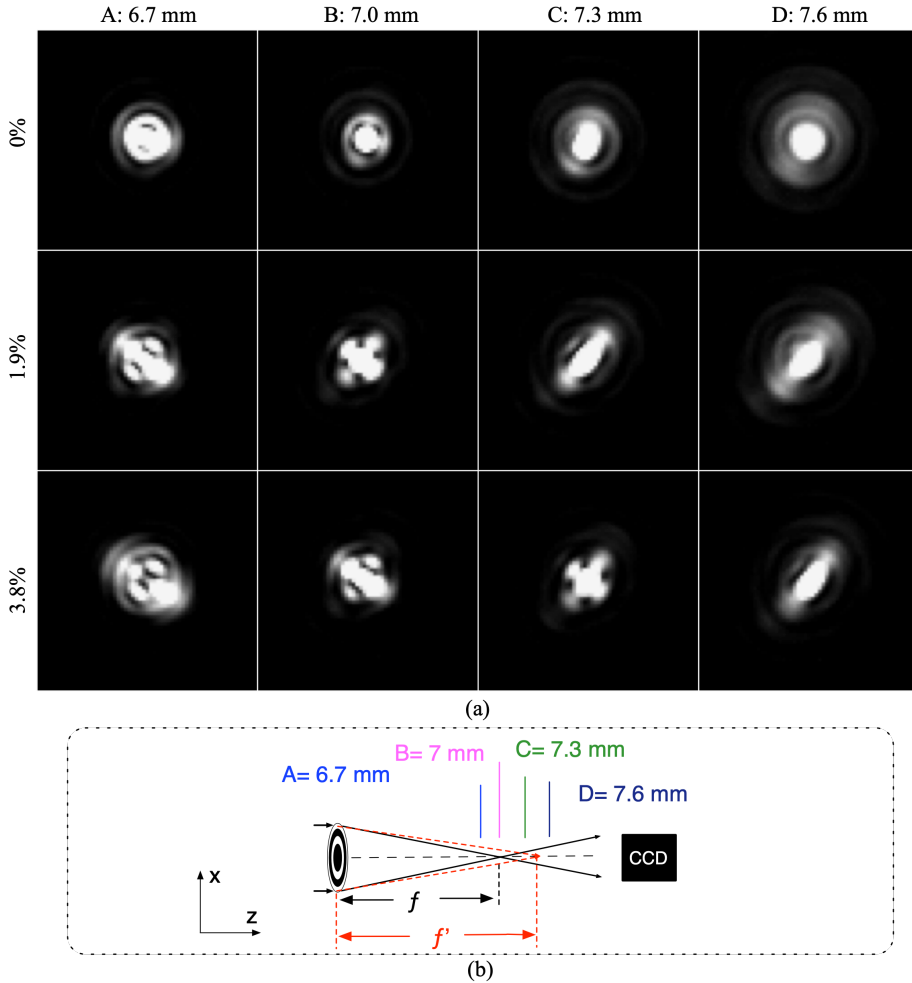 A: 6.7 mm B: 7.0 mm C: 7.3 mm D: 7.6 mm
0%
1.9%
3.8%
(a)
B= 7 mm C= 7.3 mm
A= 6.7 mm D= 7.6 mm
CCD
x
z
f
f'
(b)